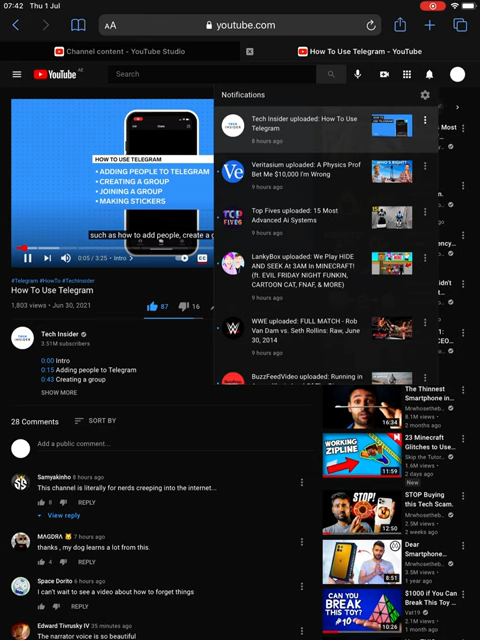 07:42 Thu 1 Jul
AA
youtube.com
Channel content - YouTube Studio
How To Use Telegram - YouTube
YouTube AE
Search
Notifications
TECH INSIDER
Tech Insider uploaded: How To Use
Telegram
8 hours ago
Ve
Veritasium uploaded: A Physics Prof
Bet Me $10,000 I'm Wrong
9 hours ago
TOP FIVES
Top Fives uploaded: 15 Most
Advanced Ai Systems
9 hours ago
LankyBox uploaded: We Play HIDE
AND SEEK At 3AM In MINECRAFT!
(ft. EVIL FRIDAY NIGHT FUNKIN,
CARTOON CAT, FNAF, & MORE)
9 hours ago
WWE uploaded: FULL MATCH - Rob
Van Dam vs. Seth Rollins: Raw, June
30, 2014
9 hours ago
BuzzFeedVideo uploaded: Running in
HOW TO USE TELEGRAM
• ADDING PEOPLE TO TELEGRAM
• CREATING A GROUP
• JOINING A GROUP
• MAKING STICKERS
such as how to add people, create a g
0:05 / 3:25 • Intro
CC
#Telegram #HowTo #TechInsider
How To Use Telegram
1,803 views • Jun 30, 2021
87
16
TECH INSIDER
Tech Insider
3.51M subscribers
0:00 Intro
0:15 Adding people to Telegram
0:43 Creating a group
SHOW MORE
28 Comments
SORT BY
Add a public comment...
Samyakinho 8 hours ago
This channel is literally for nerds creeping into the internet...
8
REPLY
View reply
MAGDRA 7 hours ago
thanks , my dog learns a lot from this.
4
REPLY
Space Dorito 6 hours ago
I can't wait to see a video about how to forget things
REPLY
Edward Tivrusky IV 35 minutes ago
The narrator voice is so beautiful
Most
The Thinnest
Smartphone in...
Mrwhosetheb...
8.1M views •
2 months ago
16:34
WORKING ZIPLINE
11:59
23 Minecraft
Glitches to Use...
Skip the Tutor...
1.6M views •
2 days ago
New
STOP!
12:50
STOP Buying
this Tech Scam.
Mrwhosetheb...
2.5M views •
2 weeks ago
8:51
Dear
Smartphone...
Mrwhosetheb...
3.5M views •
1 year ago
CAN YOU
BREAK
THIS TOY?
#10
10:26
$1000 if You Can
Break This Toy ...
Vat19
2.1M views •
1 month ago